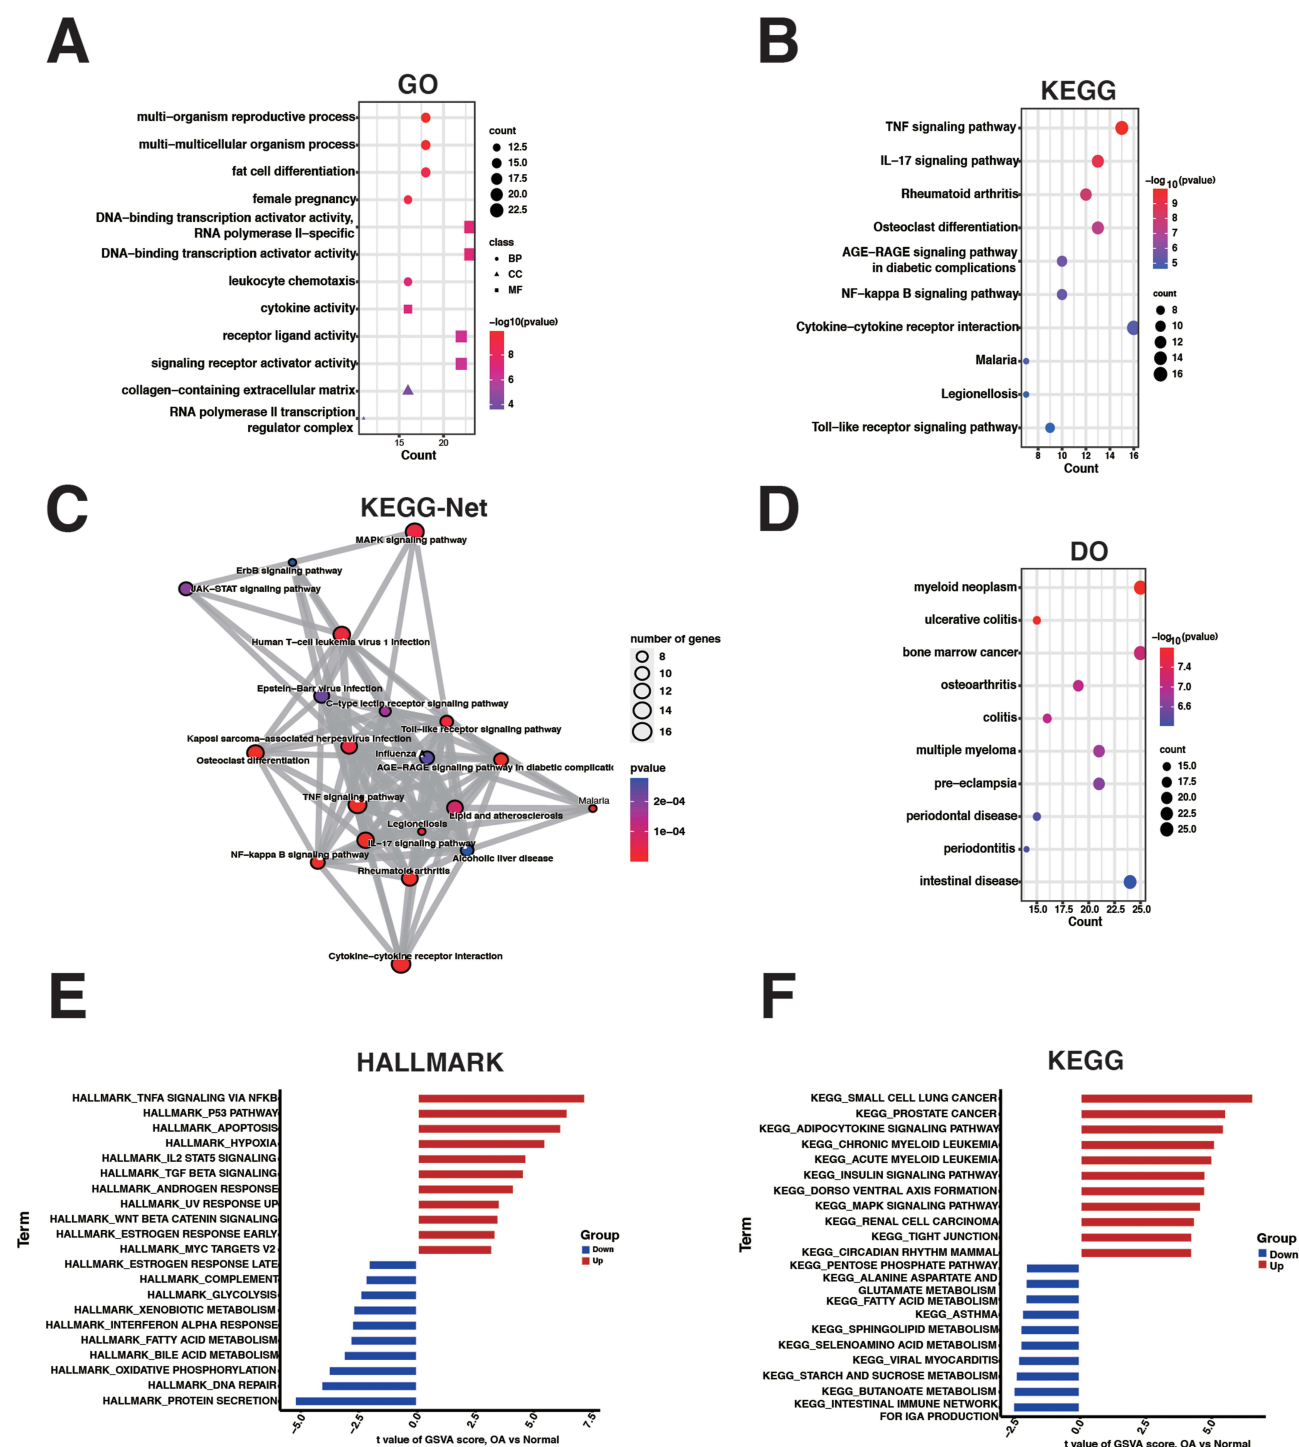 A
GO
multi−organism reproductive process
multi−multicellular organism process
fat cell differentiation
female pregnancy
DNA−binding transcription activator activity,
RNA polymerase II−specific
DNA−binding transcription activator activity
leukocyte chemotaxis
cytokine activity
receptor ligand activity
signaling receptor activator activity
collagen−containing extracellular matrix
RNA polymerase II transcription
regulator complex
15 20
Count
count
12.5
15.0
17.5
20.0
22.5
class
BP
CC
MF
−log10(pvalue)
8
6
4
B
KEGG
TNF signaling pathway
IL−17 signaling pathway
Rheumatoid arthritis
Osteoclast differentiation
AGE−RAGE signaling pathway
in diabetic complications
NF−kappa B signaling pathway
Cytokine−cytokine receptor interaction
Malaria
Legionellosis
Toll−like receptor signaling pathway
8 10 12 14 16
Count
−log10(pvalue)
9
8
7
6
5
count
8
10
12
14
16
C
KEGG-Net
MAPK signaling pathway
ErbB signaling pathway
JAK−STAT signaling pathway
Human T−cell leukemia virus 1 infection
Epstein−Barr virus infection
C−type lectin receptor signaling pathway
Toll−like receptor signaling pathway
Kaposi sarcoma−associated herpesvirus infection
Influenza A
Osteoclast differentiation
AGE−RAGE signaling pathway in diabetic complicatic
TNF signaling pathway
Malaria
Lipid and atherosclerosis
Legionellosis
IL−17 signaling pathway
NF−kappa B signaling pathway
Alcoholic liver disease
Rheumatoid arthritis
Cytokine−cytokine receptor interaction
number of genes
8
10
12
14
16
pvalue
2e−04
1e−04
D
DO
myeloid neoplasm
ulcerative colitis
bone marrow cancer
osteoarthritis
colitis
multiple myeloma
pre−eclampsia
periodontal disease
periodontitis
intestinal disease
15.0 17.5 20.0 22.5 25.0
Count
−log10(pvalue)
7.4
7.0
6.6
count
15.0
17.5
20.0
22.5
25.0
E
HALLMARK
Term
HALLMARK_TNFA SIGNALING VIA NFKB
HALLMARK_P53 PATHWAY
HALLMARK_APOPTOSIS
HALLMARK_HYPOXIA
HALLMARK_IL2 STAT5 SIGNALING
HALLMARK_TGF BETA SIGNALING
HALLMARK_ANDROGEN RESPONSE
HALLMARK_UV RESPONSE UP
HALLMARK_WNT BETA CATENIN SIGNALING
HALLMARK_ESTROGEN RESPONSE EARLY
HALLMARK_MYC TARGETS V2
HALLMARK_ESTROGEN RESPONSE LATE
HALLMARK_COMPLEMENT
HALLMARK_GLYCOLYSIS
HALLMARK_XENOBIOTIC METABOLISM
HALLMARK_INTERFERON ALPHA RESPONSE
HALLMARK_FATTY ACID METABOLISM
HALLMARK_BILE ACID METABOLISM
HALLMARK_OXIDATIVE PHOSPHORYLATION
HALLMARK_DNA REPAIR
HALLMARK_PROTEIN SECRETION
−5.0 −2.5 0.0 2.5 5.0 7.5
t value of GSVA score, OA vs Normal
Group
Down
Up
F
KEGG
Term
KEGG_SMALL CELL LUNG CANCER
KEGG_PROSTATE CANCER
KEGG_ADIPOCYTOKINE SIGNALING PATHWAY
KEGG_CHRONIC MYELOID LEUKEMIA
KEGG_ACUTE MYELOID LEUKEMIA
KEGG_INSULIN SIGNALING PATHWAY
KEGG_DORSO VENTRAL AXIS FORMATION
KEGG_MAPK SIGNALING PATHWAY
KEGG_RENAL CELL CARCINOMA
KEGG_TIGHT JUNCTION
KEGG_CIRCADIAN RHYTHM MAMMAL
KEGG_PENTOSE PHOSPHATE PATHWAY
KEGG_ALANINE ASPARTATE AND
GLUTAMATE METABOLISM
KEGG_FATTY ACID METABOLISM
KEGG_ASTHMA
KEGG_SPHINGOLIPID METABOLISM
KEGG_SELENOAMINO ACID METABOLISM
KEGG_VIRAL MYOCARDITIS
KEGG_STARCH AND SUCROSE METABOLISM
KEGG_BUTANOATE METABOLISM
KEGG_INTESTINAL IMMUNE NETWORK
FOR IGA PRODUCTION
−2.5 0.0 2.5 5.0
t value of GSVA score, OA vs Normal
Group
Down
Up